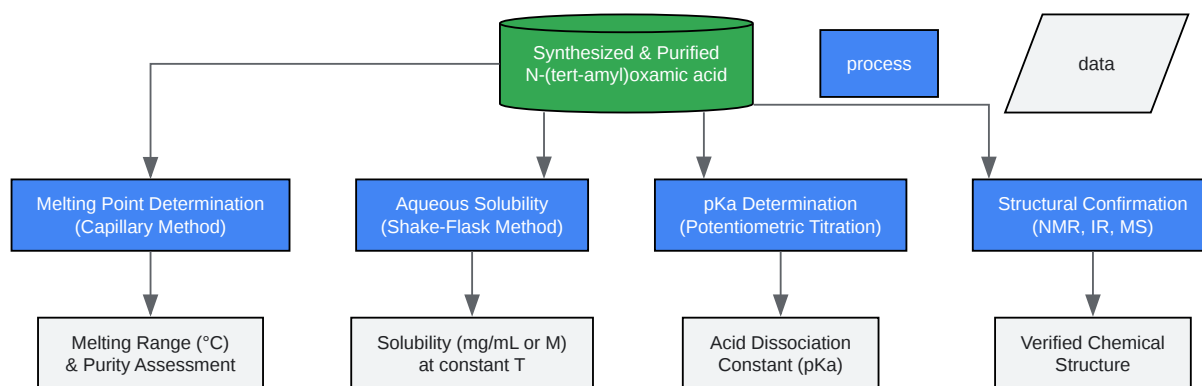 Synthesized & Purified
N-(tert-amyl)oxamic acid
process
data
Melting Point Determination
(Capillary Method)
Aqueous Solubility
(Shake-Flask Method)
pKa Determination
(Potentiometric Titration)
Structural Confirmation
(NMR, IR, MS)
Melting Range (°C)
& Purity Assessment
Solubility (mg/mL or M)
at constant T
Acid Dissociation
Constant (pKa)
Verified Chemical
Structure